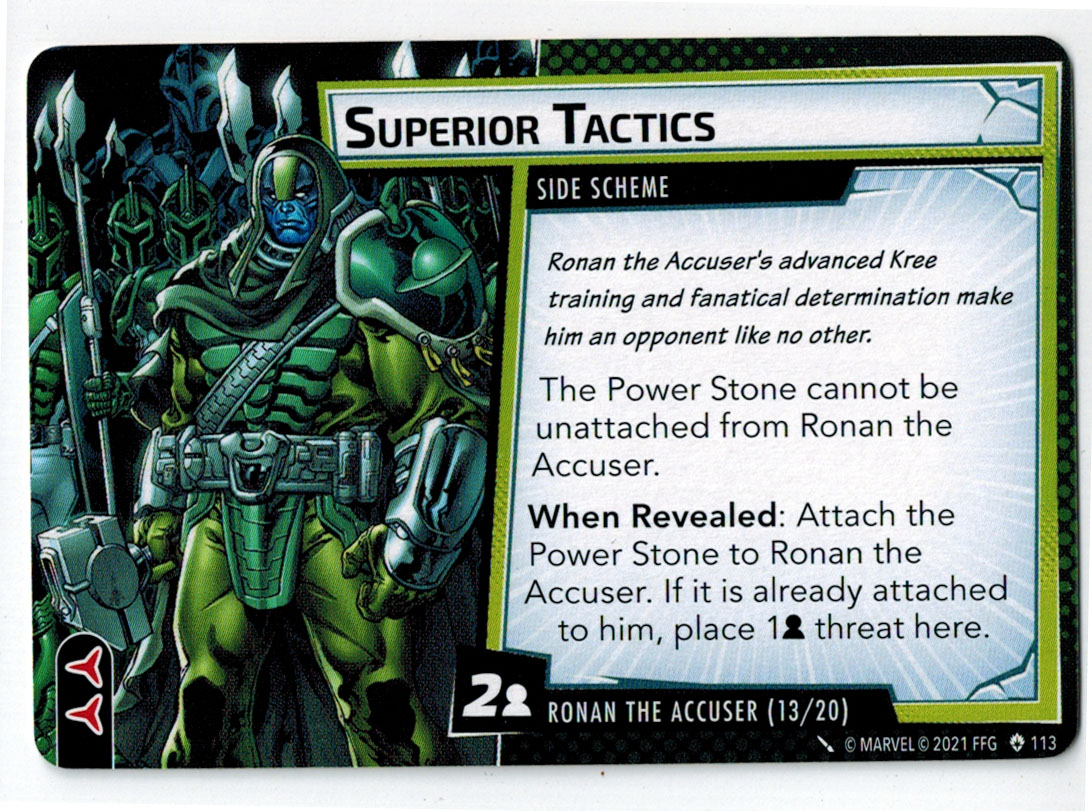 SUPERIOR TACTICS
SIDE SCHEME
Ronan the Accuser's advanced Kree
training and fanatical determination make
him an opponent like no other.
The Power Stone cannot be
unattached from Ronan the
Accuser.
When Revealed: Attach the
Power Stone to Ronan the
Accuser. If it is already attached
to him, place 1 threat here.
2
RONAN THE ACCUSER (13/20)
© MARVEL © 2021 FFG 113